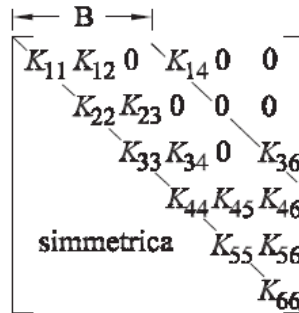 B
K11 K12 0 K14 0 0
K22 K23 0 0 0
K33 K34 0 K36
K44 K45 K46
simmetrica K55 K56
K66